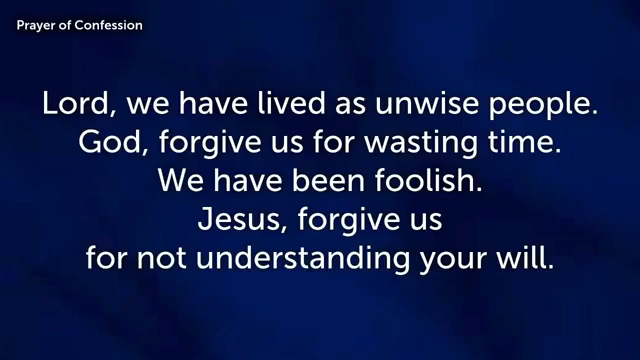 Prayer of Confession
Lord, we have lived as unwise people.
God, forgive us for wasting time.
We have been foolish.
Jesus, forgive us
for not understanding your will.